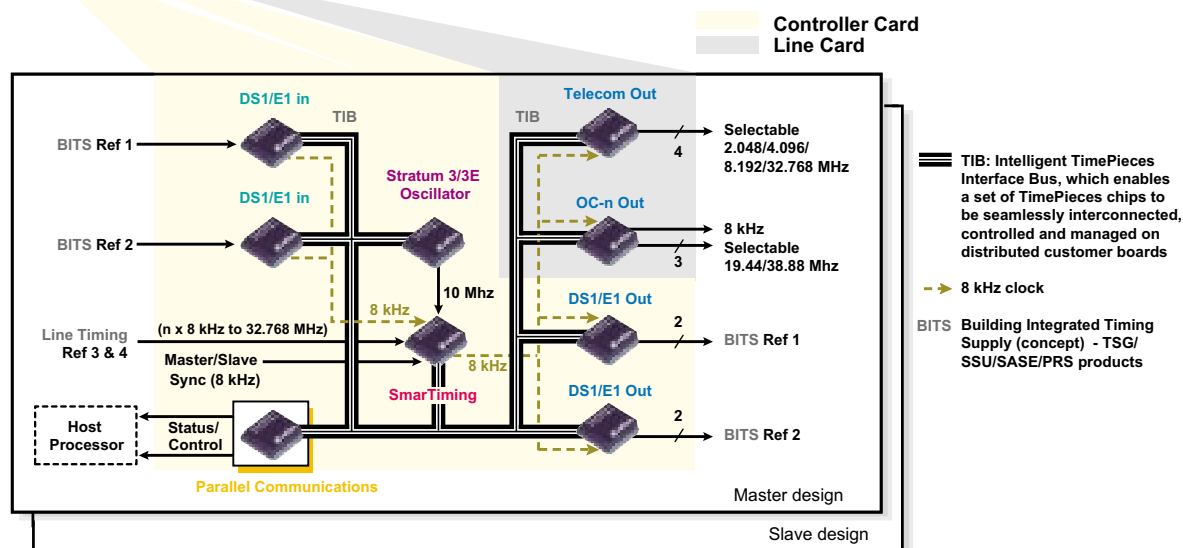 Controller Card
Line Card
DS1/E1 in
TIB
BITS Ref 1
DS1/E1 in
BITS Ref 2
Stratum 3/3E
Oscillator
10 Mhz
8 kHz
(n x 8 kHz to 32.768 MHz)
Line Timing
Ref 3 & 4
Master/Slave
Sync (8 kHz)
8 kHz
SmarTiming
Host
Processor
Status/
Control
Parallel Communications
Telecom Out
TIB
4
Selectable
2.048/4.096/
8.192/32.768 MHz
OC-n Out
8 kHz
3
Selectable
19.44/38.88 Mhz
DS1/E1 Out
2
BITS Ref 1
DS1/E1 Out
2
BITS Ref 2
Master design
Slave design
TIB: Intelligent TimePieces
Interface Bus, which enables
a set of TimePieces chips to
be seamlessly interconnected,
controlled and managed on
distributed customer boards
8 kHz clock
BITS Building Integrated Timing
Supply (concept) - TSG/
SSU/SASE/PRS products